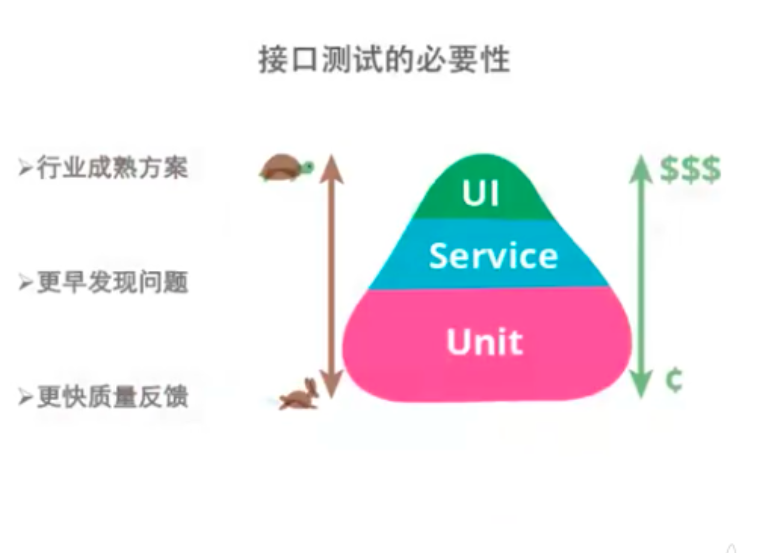 接口测试的必要性
➢行业成熟方案
UI
$$$
➢更早发现问题
Service
Unit
➢更快质量反馈
¢